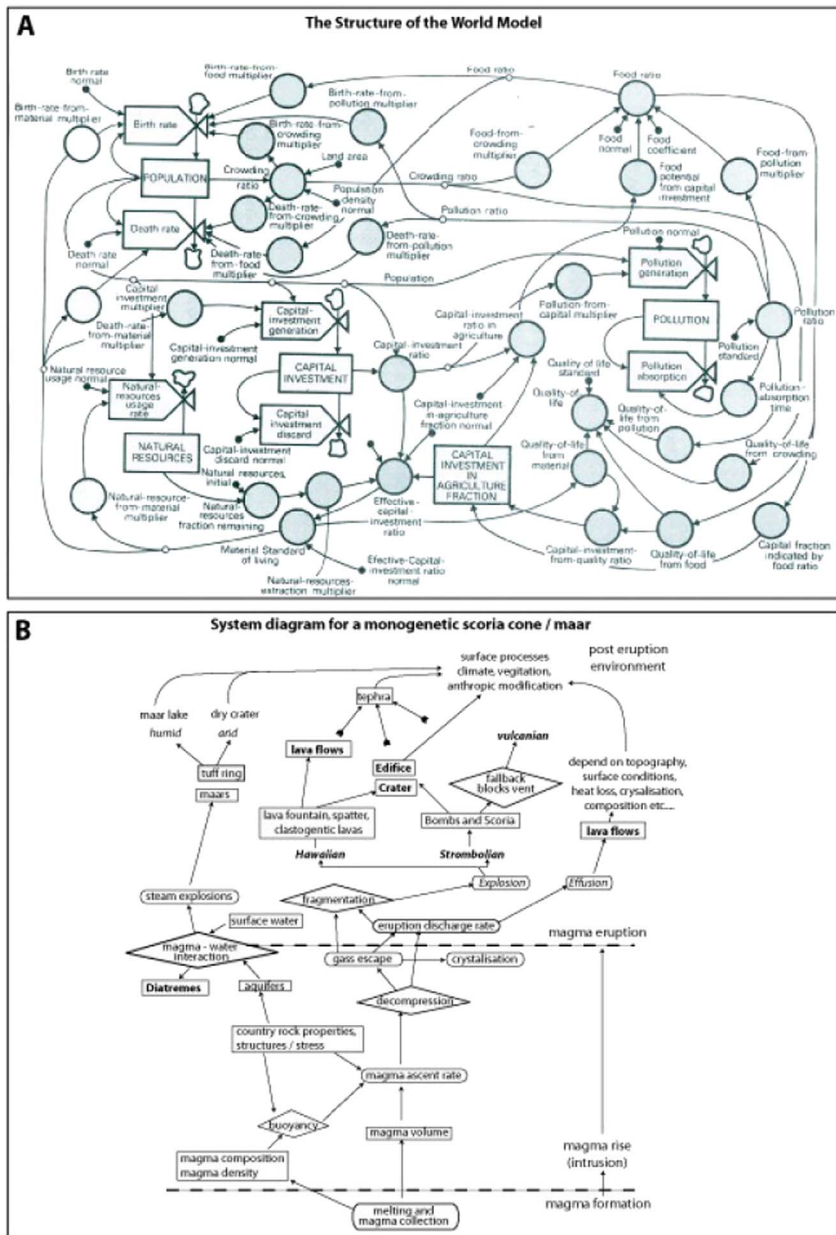 A
The Structure of the World Model
Birth rate
normal
Birth-rate-from-
food multiplier
Birth-rate-from-
material multiplier
Birth rate
Birth-rate-from-
pollution multiplier
Birth-rate-from-
crowding
multiplier
Food ratio
Food ratio
Food-from-
crowding
multiplier
Food
normal
Food
coefficient
Food-from-
pollution
multiplier
Land area
POPULATION
Crowding
ratio
Population
density
normal
Crowding ratio
Food
potential
from capital
investment
Death rate
Death-rate-
from-crowding
multiplier
Death-rate-
from-pollution
multiplier
Pollution ratio
Death rate
normal
Death-rate-
from-food multiplier
Pollution normal
Pollution
generation
Population
Capital
investment
multiplier
Death-rate-
from-material
multiplier
Capital-
investment
generation
Capital-investment
generation normal
Capital-investment
ratio
Capital-investment
ratio in
agriculture
Pollution-from-
capital multiplier
POLLUTION
Pollution
ratio
Pollution
standard
Pollution
absorption
Pollution-
absorption
time
Natural resource
usage normal
Natural-
resources
usage
rate
CAPITAL
INVESTMENT
Capital-investment
in-agriculture
fraction normal
Quality of life
standard
Quality-of-
life
Quality-of-
life from
pollution
Quality-of-
life from
crowding
Quality-of-life
from
material
Capital
investment
discard
Capital-investment
discard normal
NATURAL
RESOURCES
Natural resources,
initial
Natural-
resources
fraction remaining
Natural-resource-
from-material
multiplier
Effective-
capital-
investment
ratio
CAPITAL
INVESTMENT
IN
AGRICULTURE
FRACTION
Material Standard
of living
Natural-resources-
extraction multiplier
Efective-Capital-
investment ratio
normal
Capital-investment-
from-quality ratio
Quality-of-life
from food
Capital fraction
indicated by
food ratio
B
System diagram for a monogenetic scoria cone / maar
surface processes
climate, vegitation,
anthropic modification
post eruption
environment
tephra
maar lake
humid
dry crater
arid
lava flows
vulcanian
Edifice
Crater
fallback
blocks vent
depend on topography,
surface conditions,
heat loss, crysalisation,
composition etc....
tuff ring
maars
lava fountain, spatter,
clastogentic lavas
Bombs and Scoria
lava flows
Hawaiian
Strombolian
steam explosions
fragmentation
Explosion
Effusion
surface water
eruption discharge rate
magma eruption
magma - water
interaction
gass escape
crystalisation
Diatremes
aquifers
decompression
country rock properties,
structures / stress
magma ascent rate
buoyancy
magma volume
magma composition
magma density
magma rise
(intrusion)
magma formation
melting and
magma collection